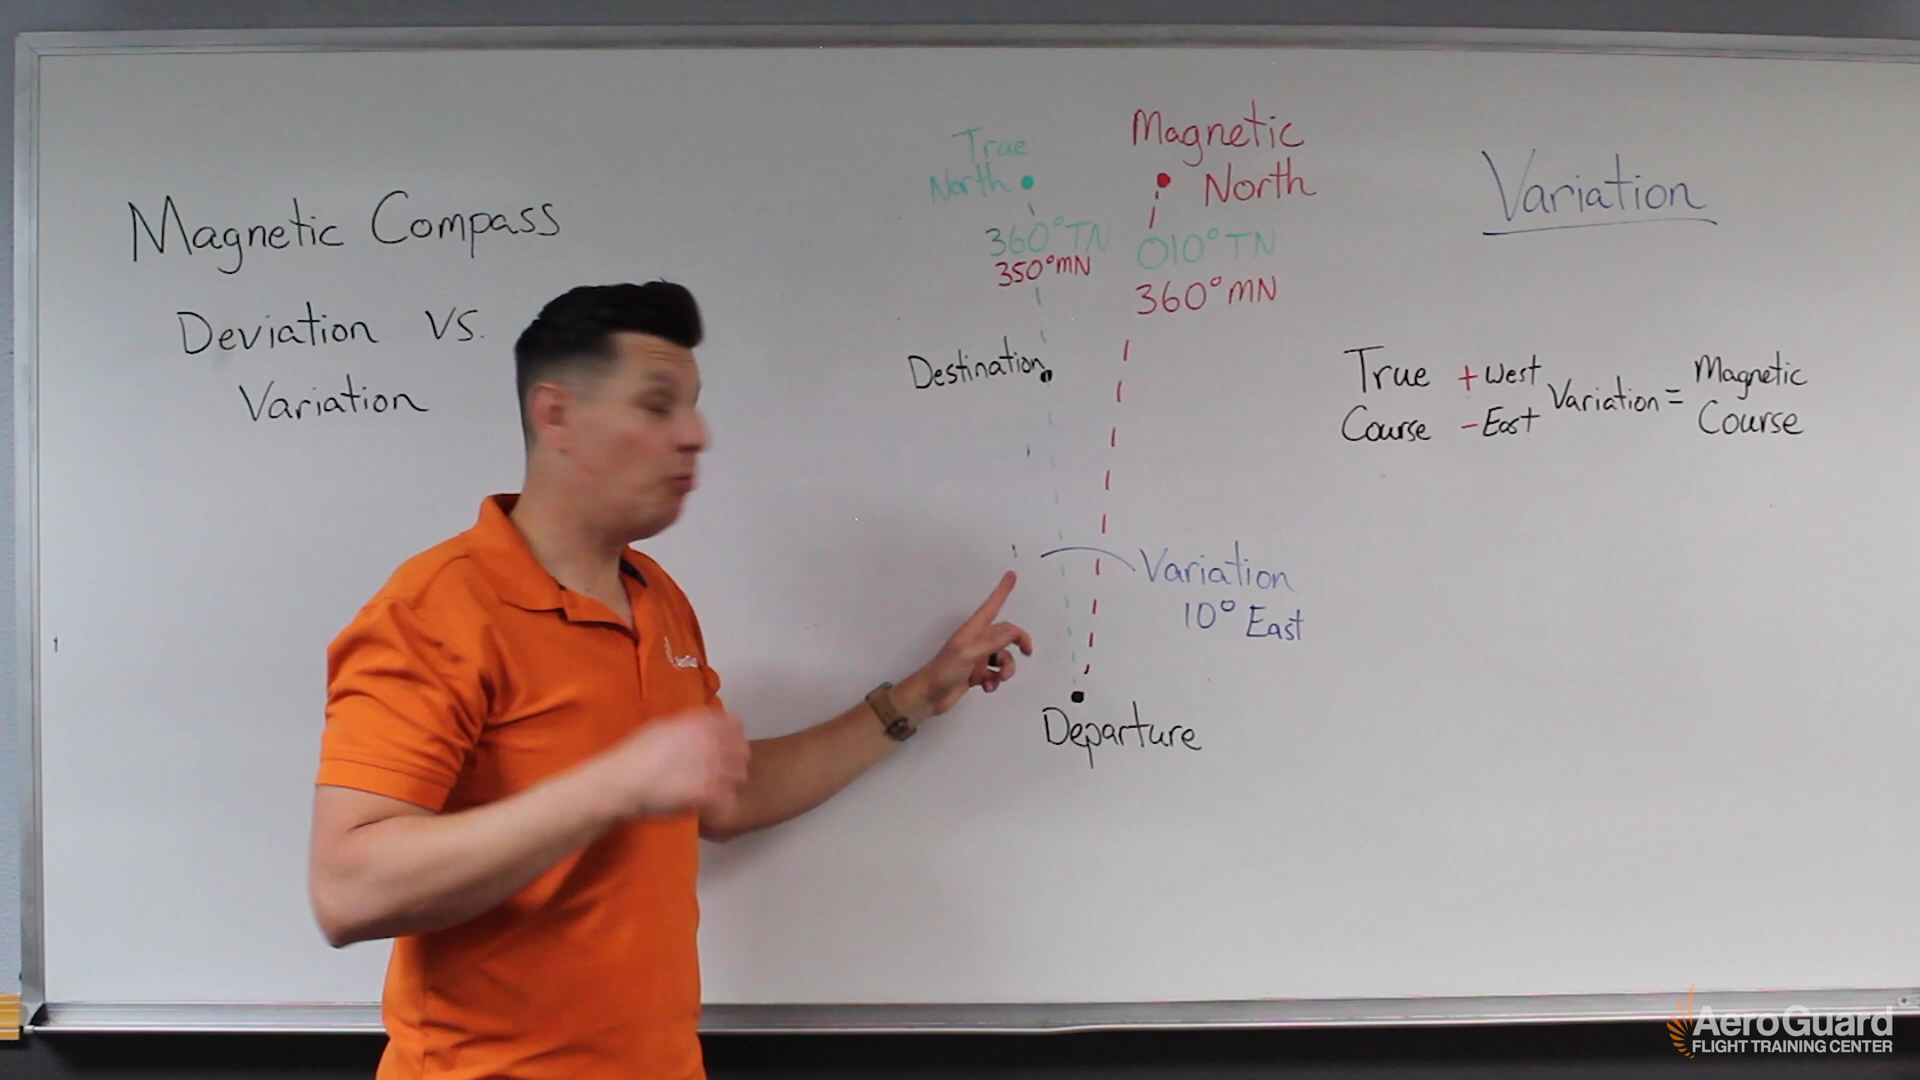 Magnetic Compass
Deviation VS.
Variation
True
North
360°TN
350°MN
Magnetic
North
010°TN
360°MN
Destination
Variation
10° East
Departure
Variation
True + West Variation = Magnetic
Course - East Course
AeroGuard
FLIGHT TRAINING CENTER